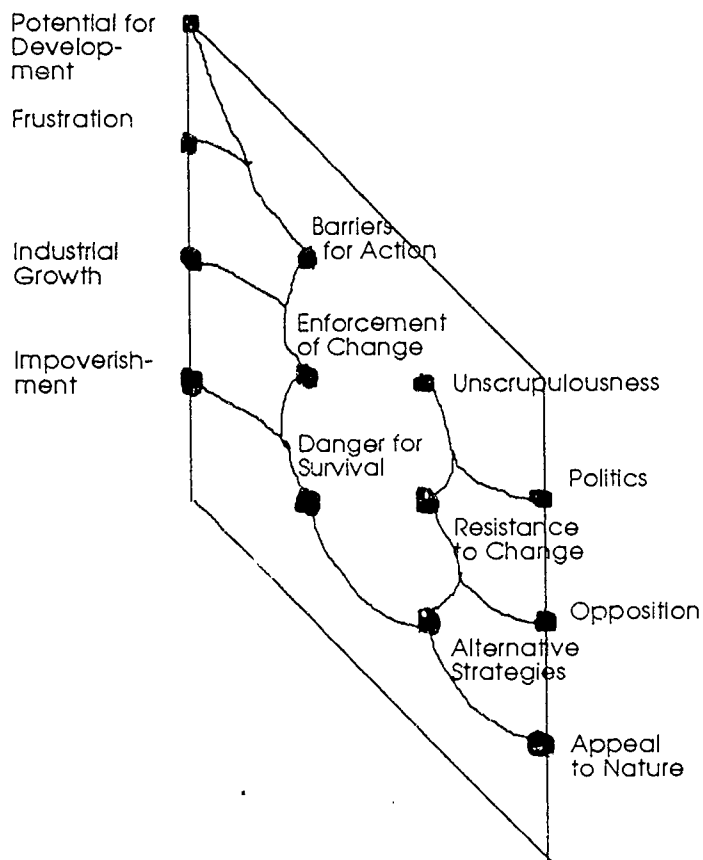 Potential for
Develop-
ment
Frustration
Barriers
for Action
Industrial
Growth
Enforcement
of Change
Impoverish-
ment
Unscrupulousness
Danger for
Survival
Politics
Resistance
to Change
Opposition
Alternative
Strategies
Appeal
to Nature